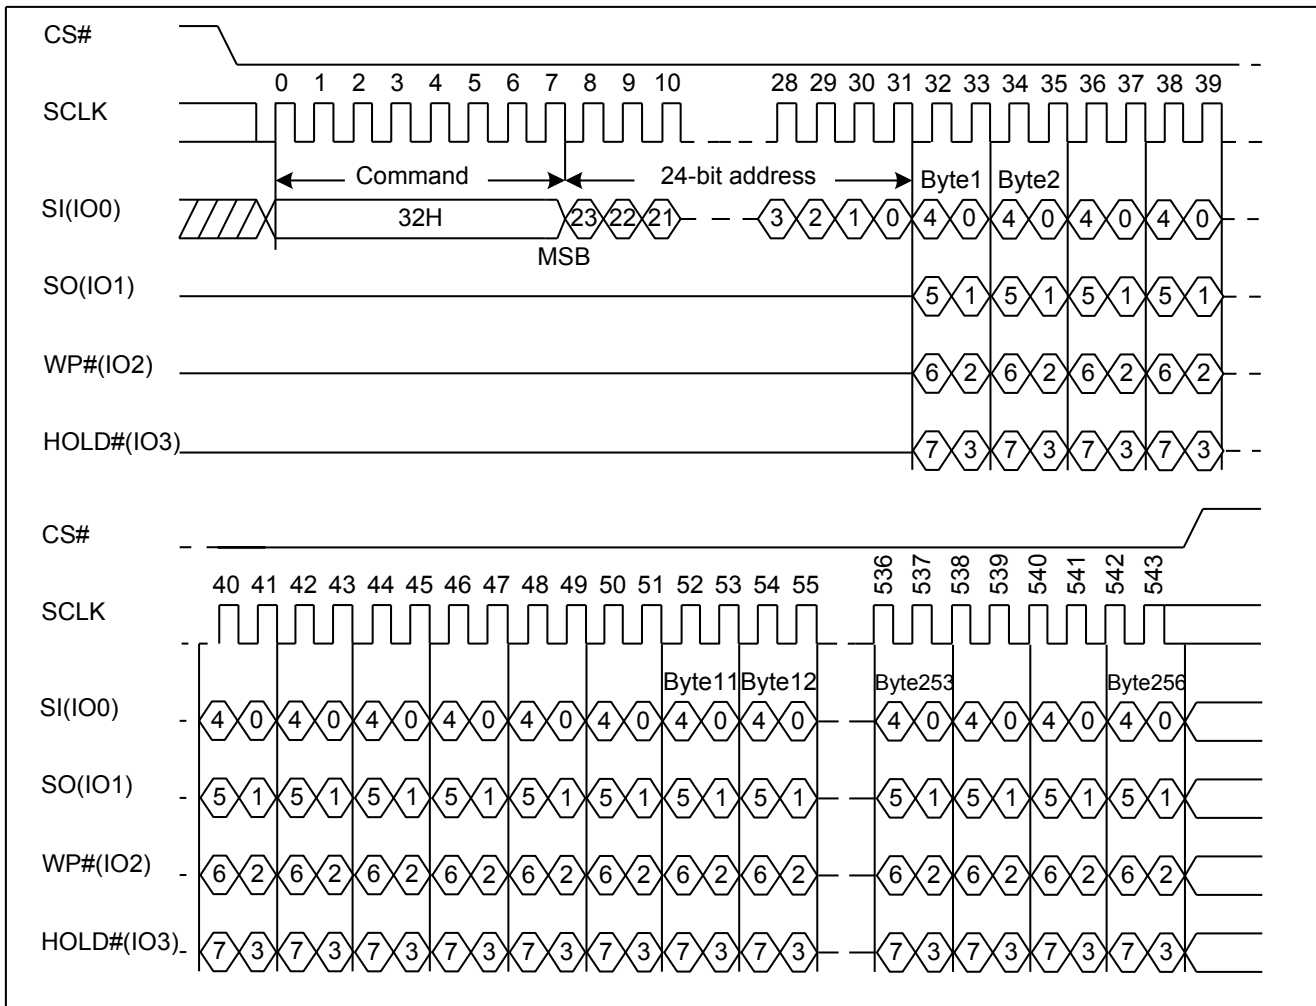 CS#
0 1 2 3 4 5 6 7 8 9 10 28 29 30 31 32 33 34 35 36 37 38 39
SCLK
Command 24-bit address Byte1 Byte2
SI(IO0) 32H 23 22 21 3 2 1 0 4 0 4 0 4 0 4 0
MSB
SO(IO1) 5 1 5 1 5 1 5 1
WP#(IO2) 6 2 6 2 6 2 6 2
HOLD#(IO3) 7 3 7 3 7 3 7 3
CS#
40 41 42 43 44 45 46 47 48 49 50 51 52 53 54 55 536 537 538 539 540 541 542 543
SCLK
Byte11 Byte12 Byte253 Byte256
SI(IO0) 4 0 4 0 4 0 4 0 4 0 4 0 4 0 4 0 4 0 4 0 4 0 4 0
SO(IO1) 5 1 5 1 5 1 5 1 5 1 5 1 5 1 5 1 5 1 5 1 5 1 5 1
WP#(IO2) 6 2 6 2 6 2 6 2 6 2 6 2 6 2 6 2 6 2 6 2 6 2 6 2
HOLD#(IO3) 7 3 7 3 7 3 7 3 7 3 7 3 7 3 7 3 7 3 7 3 7 3 7 3